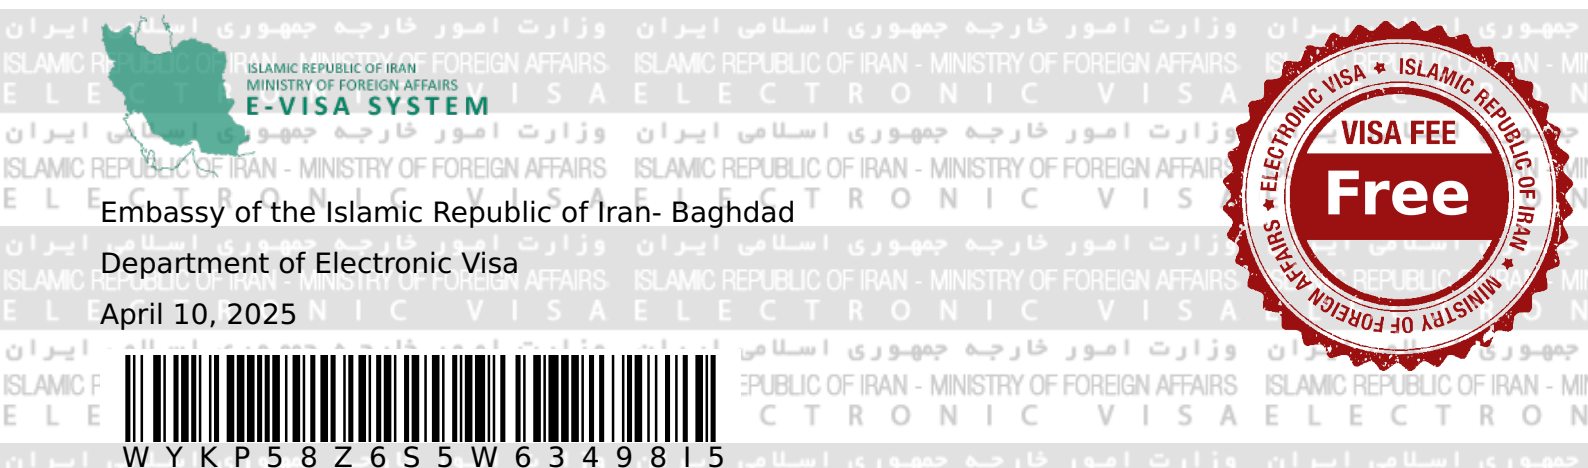 ISLAMIC REPUBLIC OF IRAN
MINISTRY OF FOREIGN AFFAIRS
E-VISA SYSTEM
Embassy of the Islamic Republic of Iran- Baghdad
Department of Electronic Visa
April 10, 2025
WYKP58Z6S5W63498I5
ELECTRONIC VISA ★ ISLAMIC REPUBLIC OF IRAN ★ MINISTRY OF FOREIGN AFFAIRS ★
VISA FEE
Free
جمهوری اسلامی ایران وزارت امور خارجه
ISLAMIC REPUBLIC OF IRAN - MINISTRY OF FOREIGN AFFAIRS
ELECTRONIC VISA